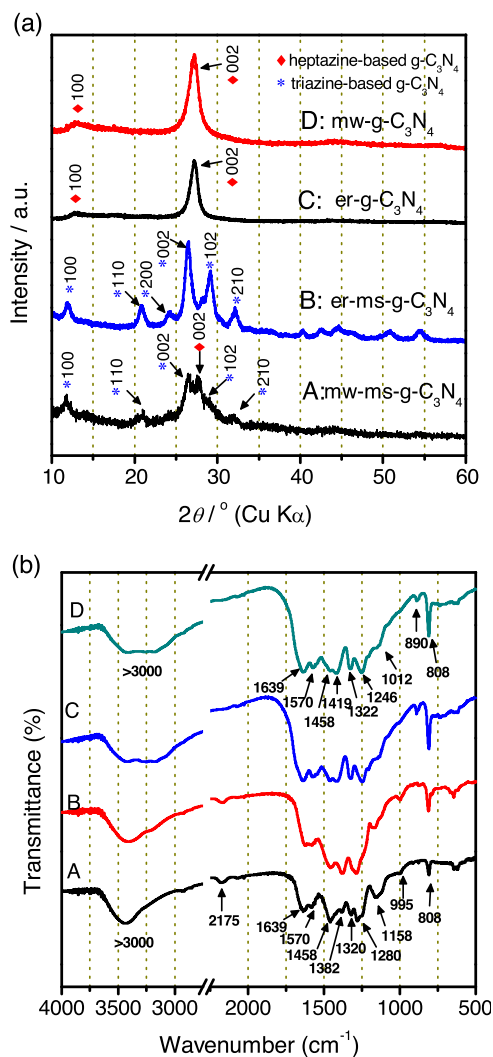 (a)
♦ heptazine-based g-C3N4
* triazine-based g-C3N4
100
♦
002
♦
D: mw-g-C3N4
100
♦
002
♦
C: er-g-C3N4
*100
*110
*200
*002
*102
*210
B: er-ms-g-C3N4
*100
*110
*002
♦ 002
*102
*210
A:mw-ms-g-C3N4
Intensity / a.u.
10 20 30 40 50 60
2θ / ° (Cu Kα)
(b)
D
>3000
1639
1570
1458
1419
1322
1246
1012
890
808
C
B
A
>3000
2175
1639
1570
1458
1382
1320
1280
1158
995
808
Transmittance (%)
4000 3500 3000 2000 1500 1000 500
Wavenumber (cm-1)